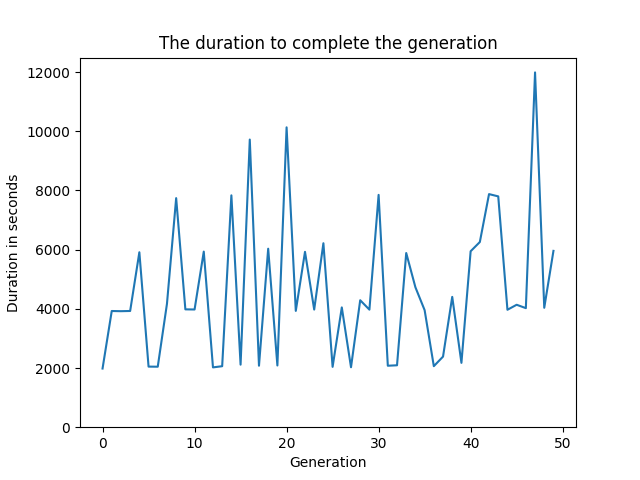 The duration to complete the generation
12000
10000
8000
6000
4000
2000
0
Duration in seconds
0 10 20 30 40 50
Generation